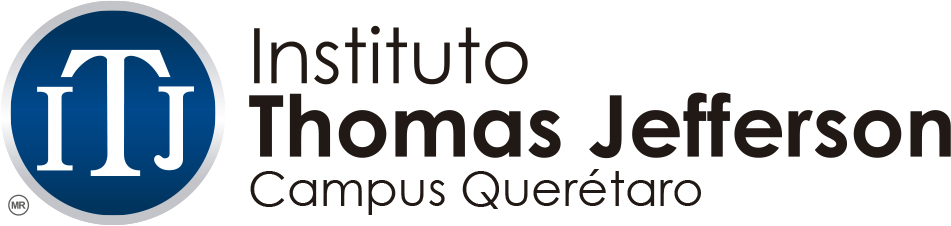 ITJ
Instituto
Thomas Jefferson
Campus Querétaro
MR